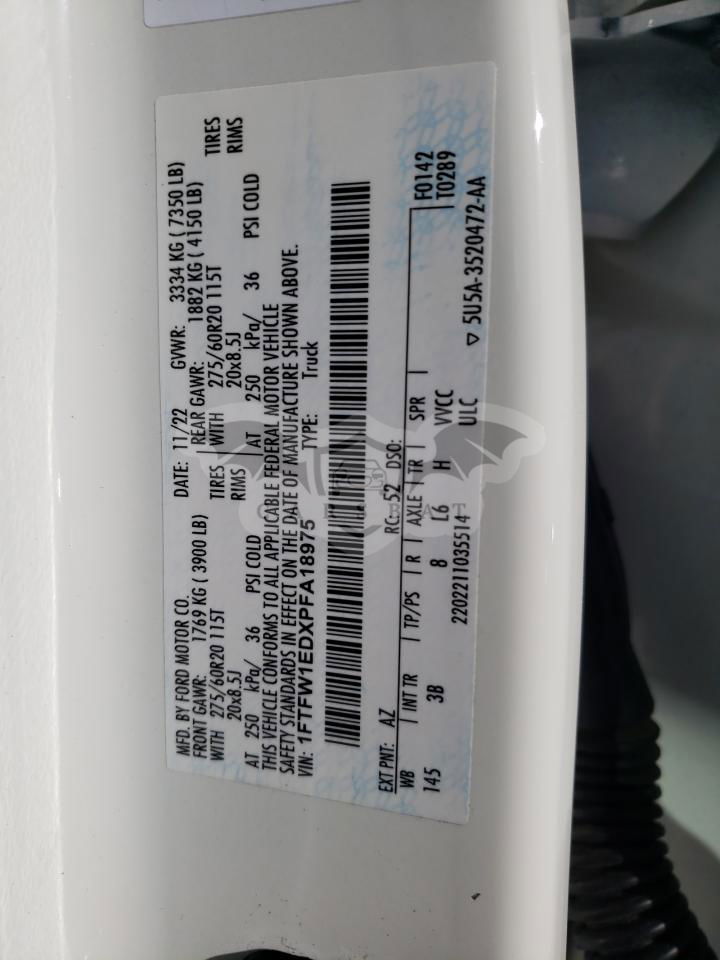 MFD. BY FORD MOTOR CO. DATE: 11/22 GVWR: 3334 KG ( 7350 LB)
FRONT GAWR: 1769 KG ( 3900 LB) REAR GAWR: 1882 KG ( 4150 LB)
WITH 275/60R20 115T TIRES WITH 275/60R20 115T TIRES
20x8.5J RIMS 20x8.5J RIMS
AT 250 kPa/ 36 PSI COLD AT 250 kPa/ 36 PSI COLD
THIS VEHICLE CONFORMS TO ALL APPLICABLE FEDERAL MOTOR VEHICLE
SAFETY STANDARDS IN EFFECT ON THE DATE OF MANUFACTURE SHOWN ABOVE.
VIN: 1FTFW1EDXPFA18975 TYPE: Truck
EXT PNT: AZ RC: 52 DSO: F0142
WB INT TR TP/PS R AXLE TR SPR T0289
145 3B 8 L6 H VVCC
2202211035514 ULC ▽ 5U5A-3520472-AA